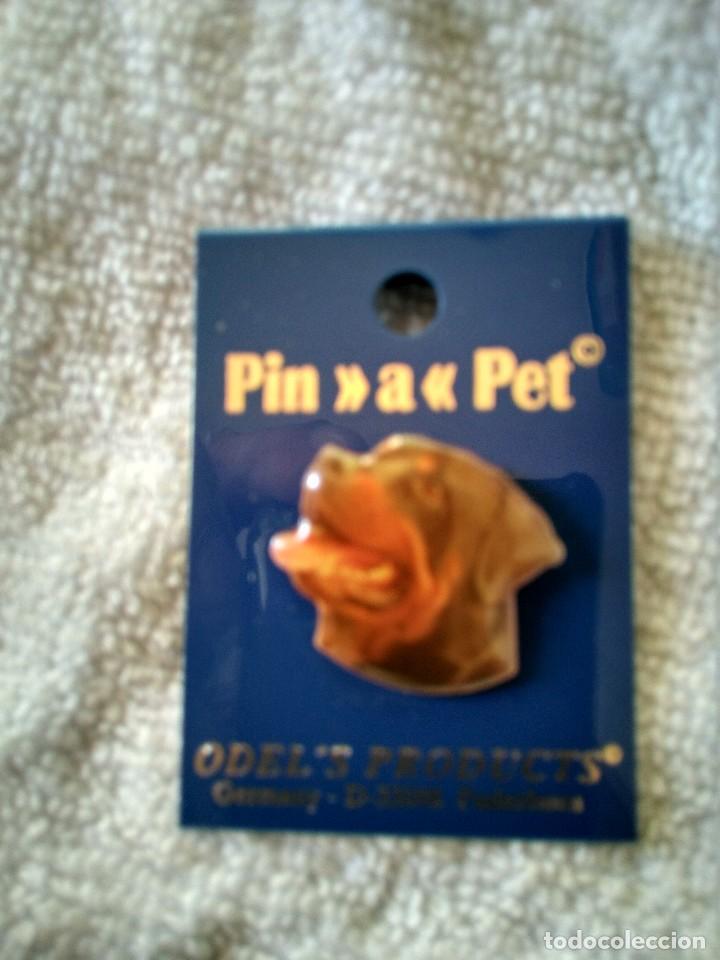 Pin »a« Pet©
ODEL'S PRODUCTS®
Germany - D-
todocoleccion